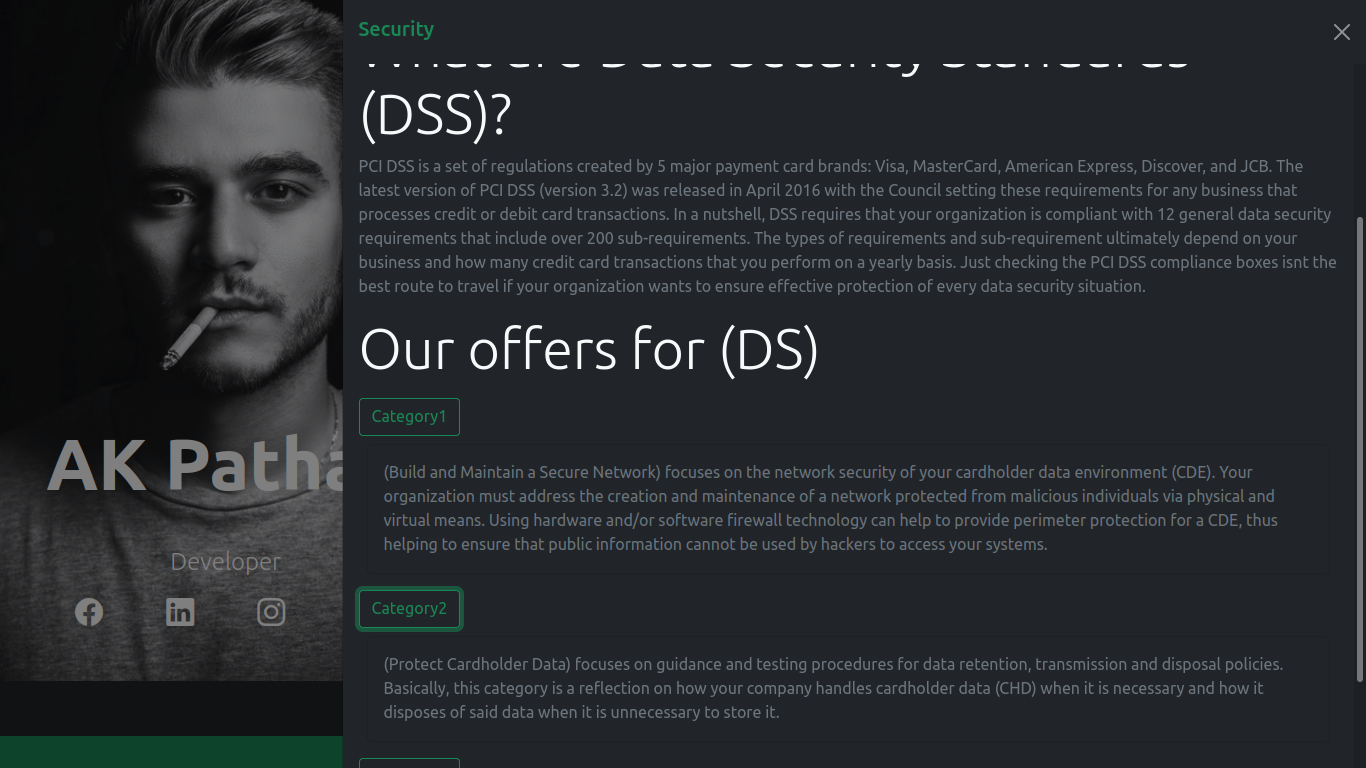 Security
What are Data Security Standards
(DSS)?
PCI DSS is a set of regulations created by 5 major payment card brands: Visa, MasterCard, American Express, Discover, and JCB. The
latest version of PCI DSS (version 3.2) was released in April 2016 with the Council setting these requirements for any business that
processes credit or debit card transactions. In a nutshell, DSS requires that your organization is compliant with 12 general data security
requirements that include over 200 sub-requirements. The types of requirements and sub-requirement ultimately depend on your
business and how many credit card transactions that you perform on a yearly basis. Just checking the PCI DSS compliance boxes isnt the
best route to travel if your organization wants to ensure effective protection of every data security situation.
Our offers for (DS)
Category1
(Build and Maintain a Secure Network) focuses on the network security of your cardholder data environment (CDE). Your
organization must address the creation and maintenance of a network protected from malicious individuals via physical and
virtual means. Using hardware and/or software firewall technology can help to provide perimeter protection for a CDE, thus
helping to ensure that public information cannot be used by hackers to access your systems.
Category2
(Protect Cardholder Data) focuses on guidance and testing procedures for data retention, transmission and disposal policies.
Basically, this category is a reflection on how your company handles cardholder data (CHD) when it is necessary and how it
disposes of said data when it is unnecessary to store it.
AK Patha
Developer